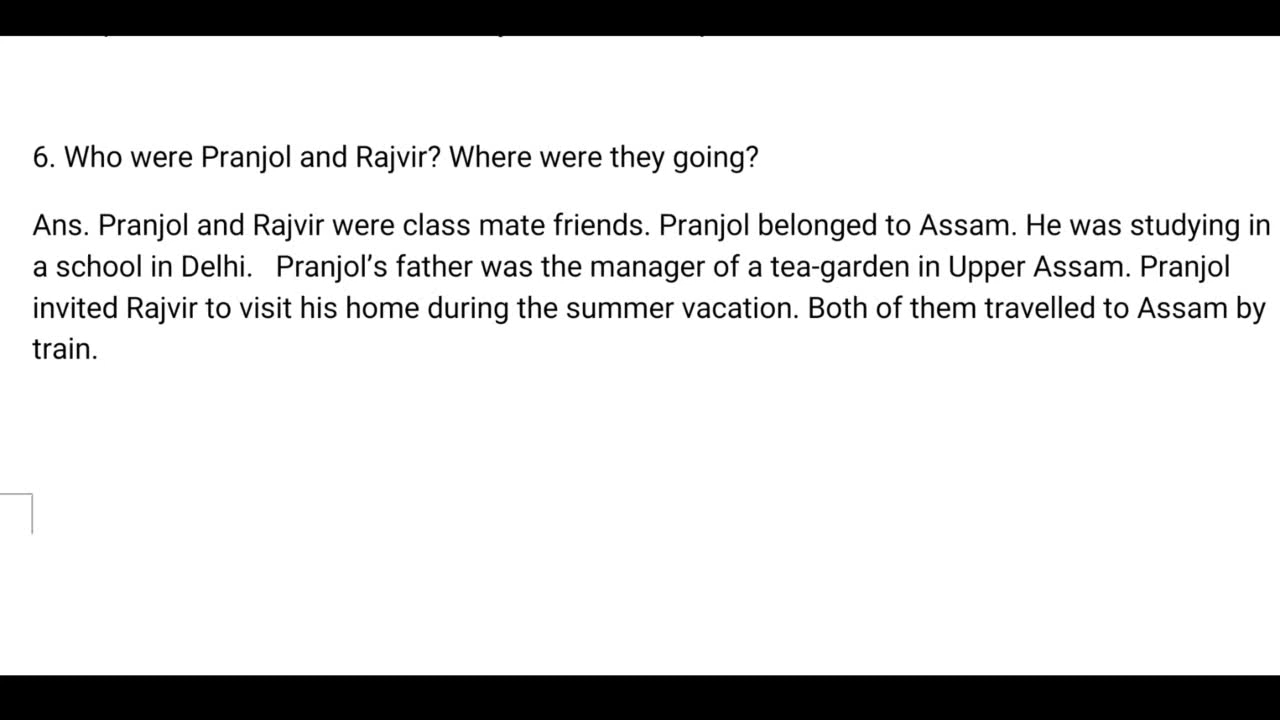 6. Who were Pranjol and Rajvir? Where were they going?
Ans. Pranjol and Rajvir were class mate friends. Pranjol belonged to Assam. He was studying in
a school in Delhi.   Pranjol’s father was the manager of a tea-garden in Upper Assam. Pranjol
invited Rajvir to visit his home during the summer vacation. Both of them travelled to Assam by
train.